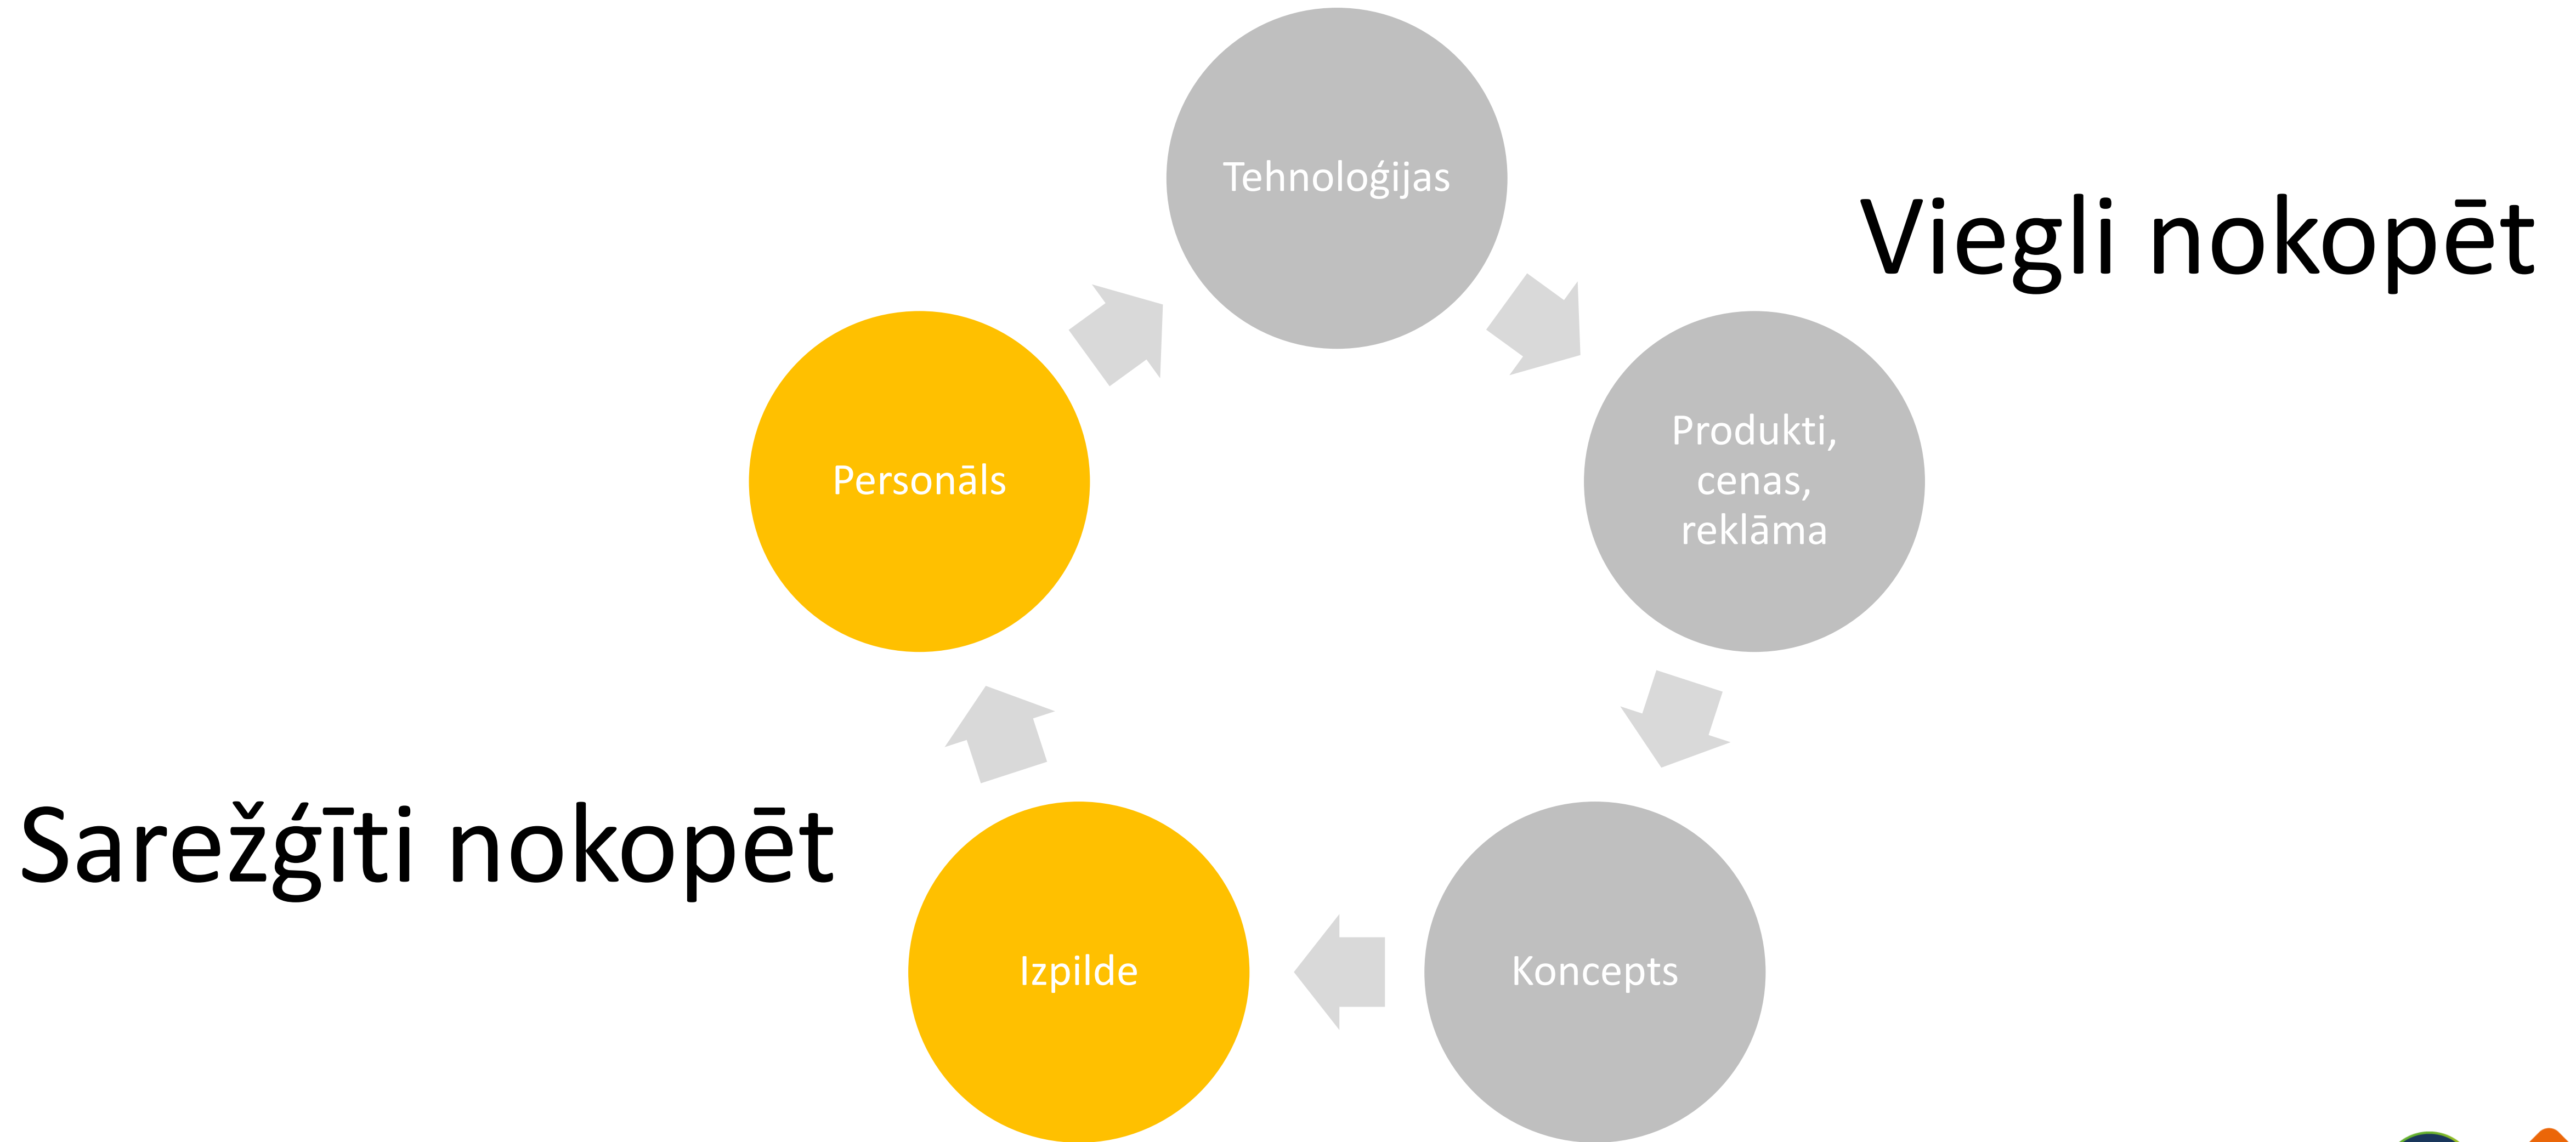 Tehnoloģijas
Viegli nokopēt
Produkti,
cenas,
reklāma
Personāls
Sarežģīti nokopēt
Izpilde
Koncepts